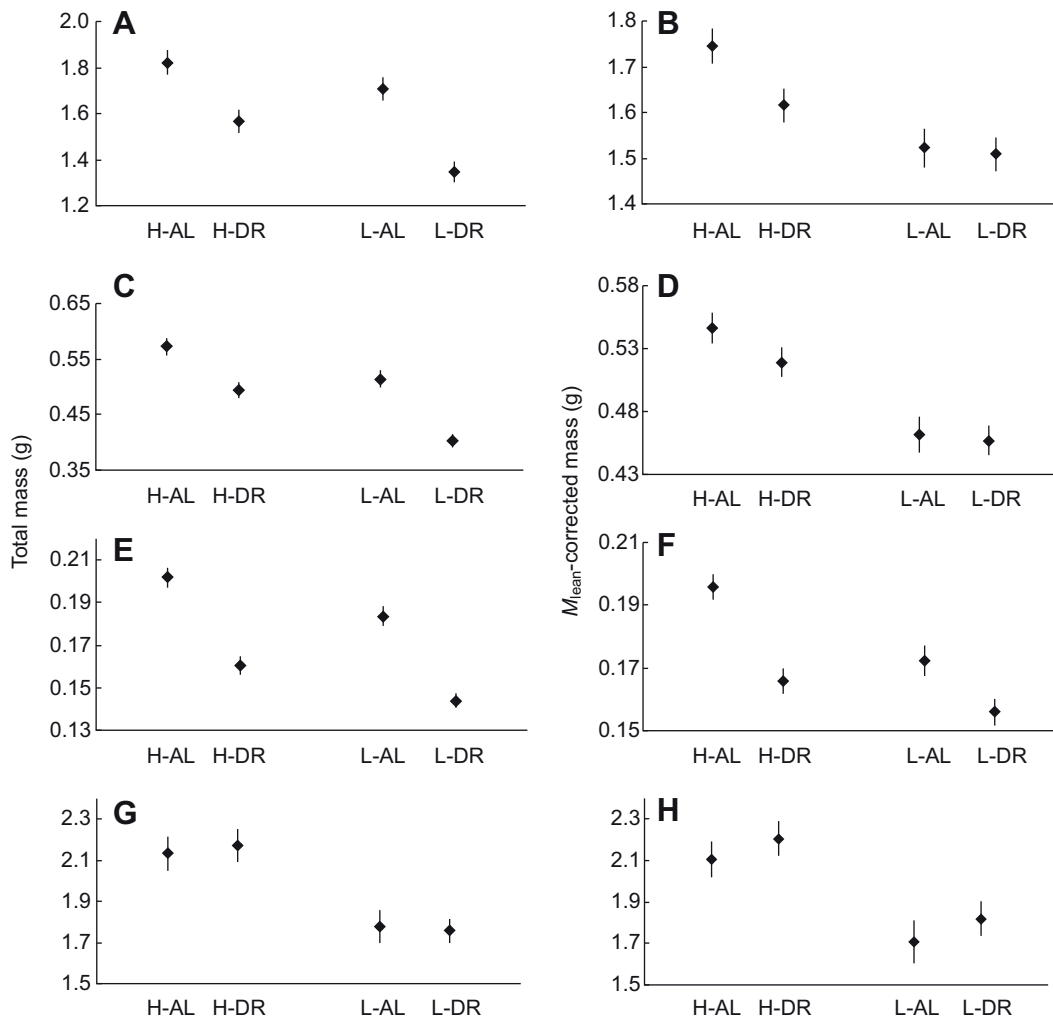 A
2.0
1.8
1.6
1.4
1.2
H-AL H-DR L-AL L-DR
B
1.8
1.7
1.6
1.5
1.4
H-AL H-DR L-AL L-DR
C
0.65
0.55
0.45
0.35
H-AL H-DR L-AL L-DR
D
0.58
0.53
0.48
0.43
H-AL H-DR L-AL L-DR
Total mass (g)
Mlean-corrected mass (g)
E
0.21
0.19
0.17
0.15
0.13
H-AL H-DR L-AL L-DR
F
0.21
0.19
0.17
0.15
H-AL H-DR L-AL L-DR
G
2.3
2.1
1.9
1.7
1.5
H-AL H-DR L-AL L-DR
H
2.3
2.1
1.9
1.7
1.5
H-AL H-DR L-AL L-DR